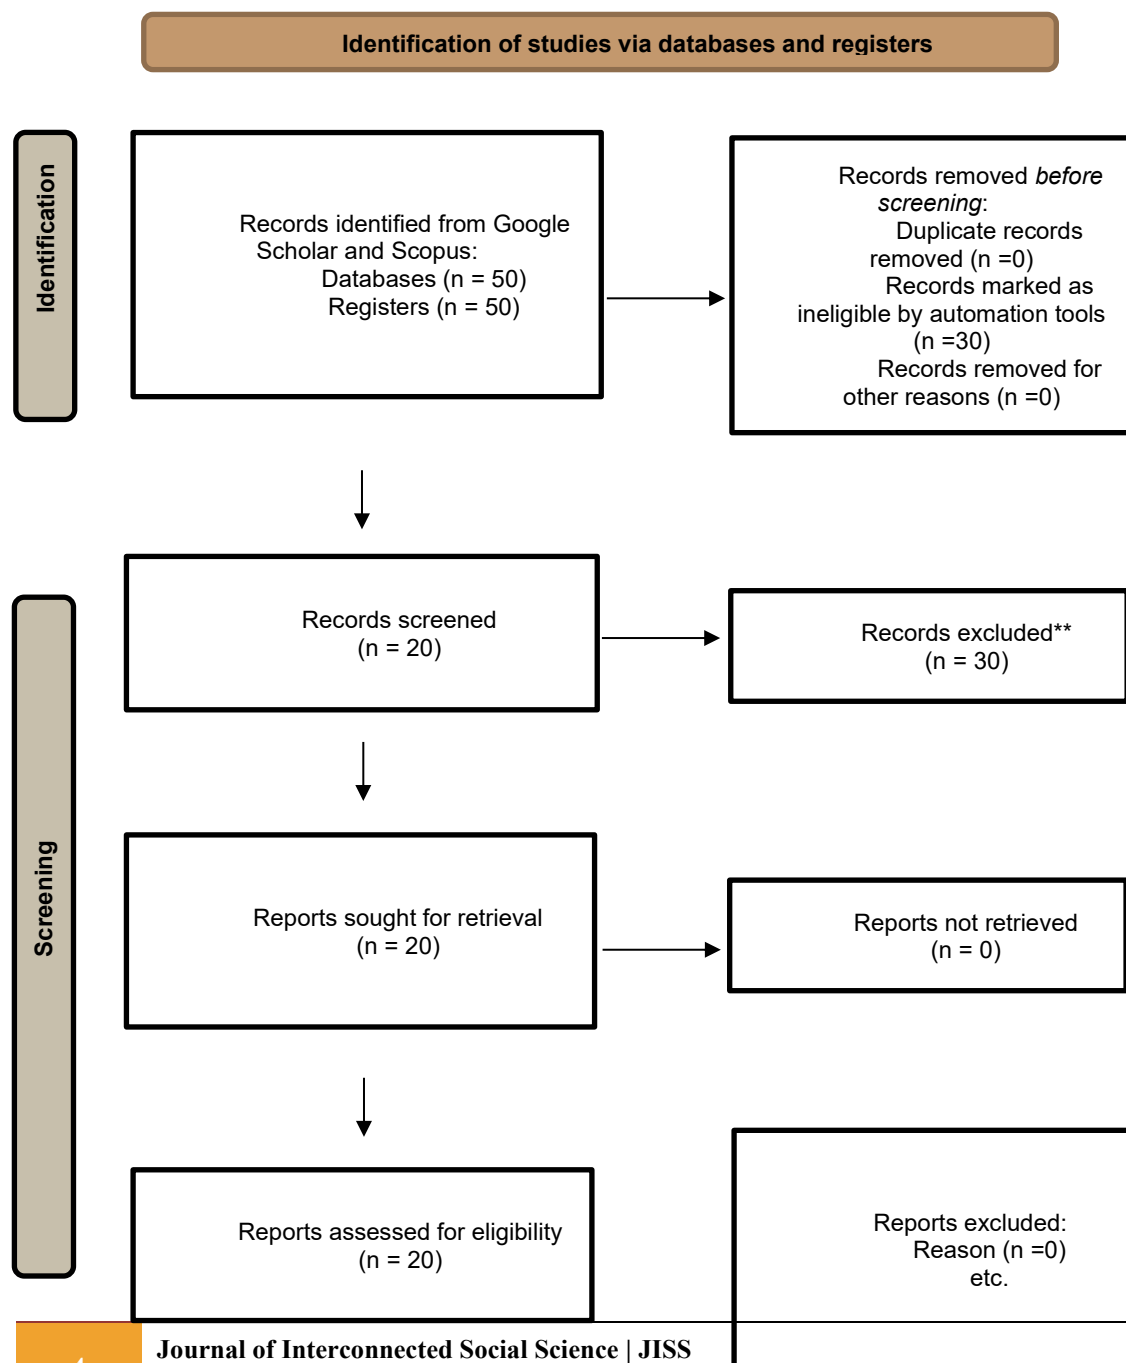 Identification of studies via databases and registers
Identification
Records identified from Google
Scholar and Scopus:
Databases (n = 50)
Registers (n = 50)
Records removed before
screening:
Duplicate records
removed (n =0)
Records marked as
ineligible by automation tools
(n =30)
Records removed for
other reasons (n =0)
Screening
Records screened
(n = 20)
Records excluded**
(n = 30)
Reports sought for retrieval
(n = 20)
Reports not retrieved
(n = 0)
Reports assessed for eligibility
(n = 20)
Reports excluded:
Reason (n =0)
etc.
Journal of Interconnected Social Science | JISS